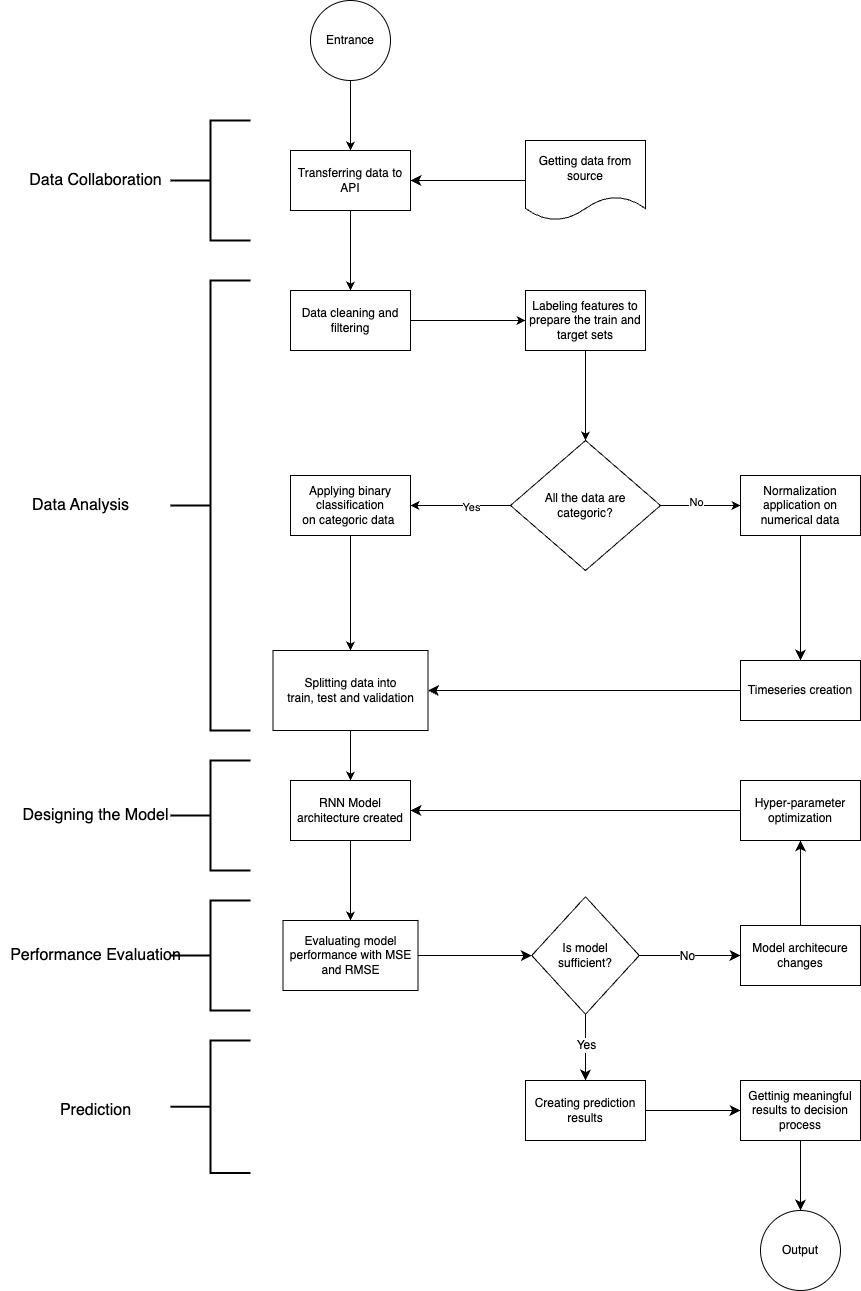 Entrance
Data Collaboration
Transferring data to
API
Getting data from
source
Data cleaning and
filtering
Labeling features to
prepare the train and
target sets
Data Analysis
Applying binary
classification
on categoric data
Yes
All the data are
categoric?
No
Normalization
application on
numerical data
Splitting data into
train, test and validation
Timeseries creation
Designing the Model
RNN Model
architecture created
Hyper-parameter
optimization
Performance Evaluation
Evaluating model
performance with MSE
and RMSE
Is model
sufficient?
No
Model architecure
changes
Yes
Prediction
Creating prediction
results
Gettinig meaningful
results to decision
process
Output